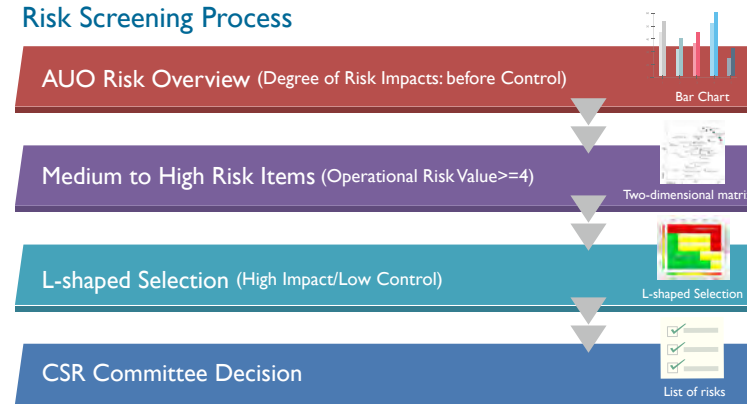 Risk Screening Process
AUO Risk Overview (Degree of Risk Impacts: before Control)
Bar Chart
Medium to High Risk Items (Operational Risk Value>=4)
Two-dimensional matri
L-shaped Selection (High Impact/Low Control)
L-shaped Selection
CSR Committee Decision
List of risks